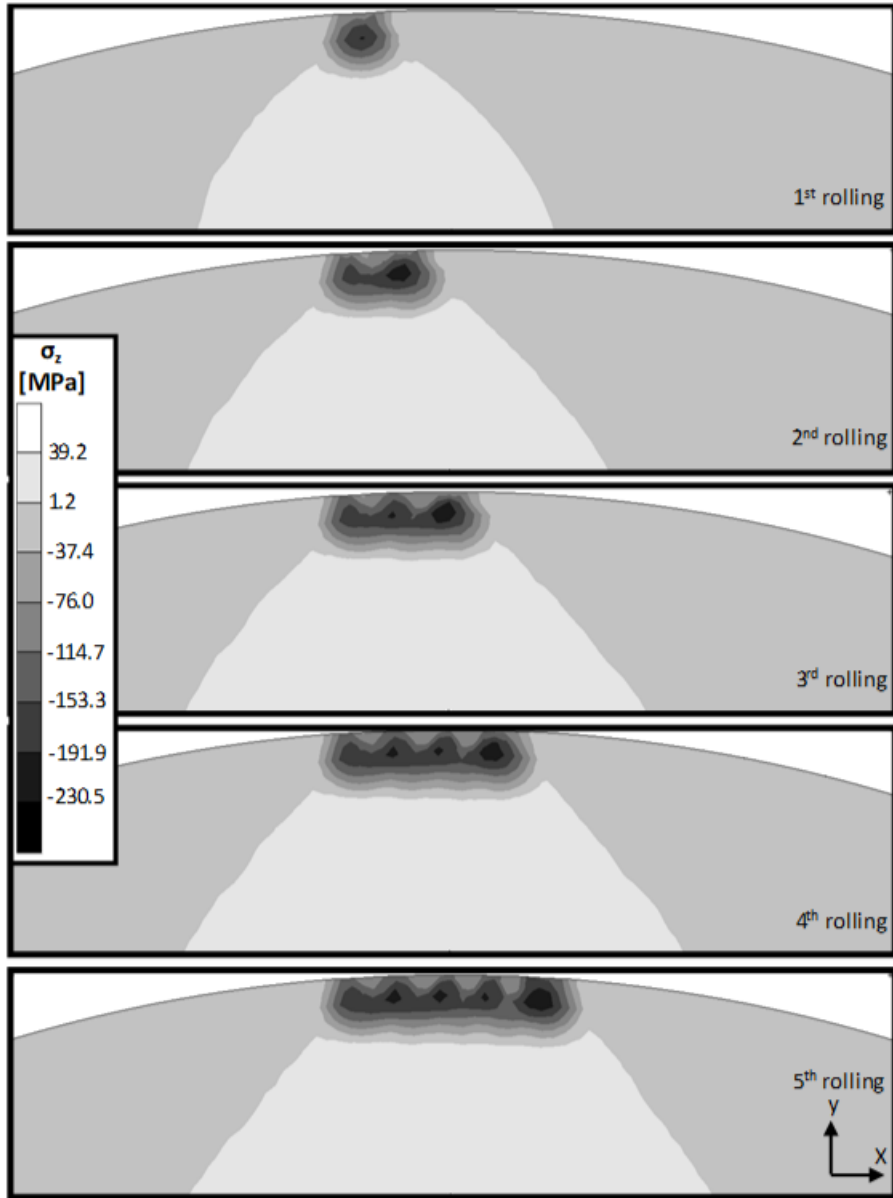 1st rolling
2nd rolling
σz
[MPa]
39.2
1.2
-37.4
-76.0
-114.7
-153.3
-191.9
-230.5
3rd rolling
4th rolling
5th rolling
y
X